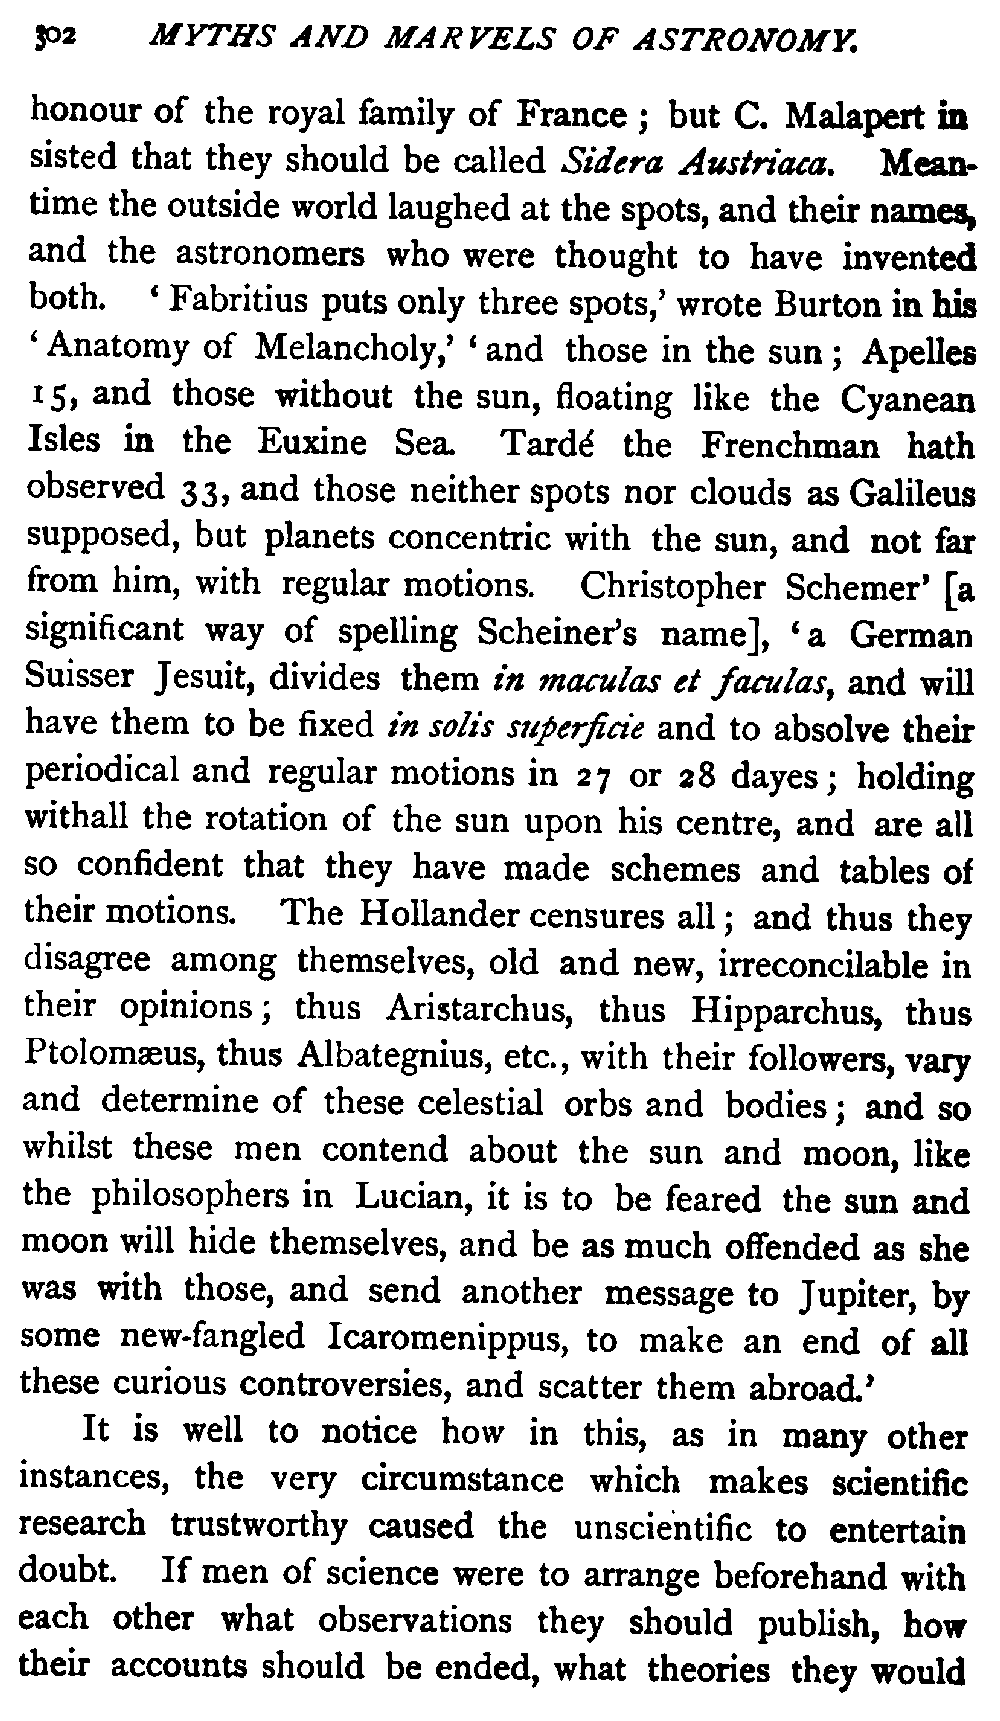 302 MYTHS AND MARVELS OF ASTRONOMY.
honour of the royal family of France ; but C. Malapert in
sisted that they should be called Sidera Austriaca. Mean-
time the outside world laughed at the spots, and their names,
and the astronomers who were thought to have invented
both. ‘ Fabritius puts only three spots,’ wrote Burton in his
‘ Anatomy of Melancholy,’ ‘ and those in the sun ; Apelles
15, and those without the sun, floating like the Cyanean
Isles in the Euxine Sea. Tardé the Frenchman hath
observed 33, and those neither spots nor clouds as Galileus
supposed, but planets concentric with the sun, and not far
from him, with regular motions. Christopher Schemer’ [a
significant way of spelling Scheiner’s name], ‘ a German
Suisser Jesuit, divides them in maculas et faculas, and will
have them to be fixed in solis superficie and to absolve their
periodical and regular motions in 27 or 28 dayes ; holding
withall the rotation of the sun upon his centre, and are all
so confident that they have made schemes and tables of
their motions. The Hollander censures all ; and thus they
disagree among themselves, old and new, irreconcilable in
their opinions ; thus Aristarchus, thus Hipparchus, thus
Ptolomæus, thus Albategnius, etc., with their followers, vary
and determine of these celestial orbs and bodies ; and so
whilst these men contend about the sun and moon, like
the philosophers in Lucian, it is to be feared the sun and
moon will hide themselves, and be as much offended as she
was with those, and send another message to Jupiter, by
some new-fangled Icaromenippus, to make an end of all
these curious controversies, and scatter them abroad.’
It is well to notice how in this, as in many other
instances, the very circumstance which makes scientific
research trustworthy caused the unscientific to entertain
doubt. If men of science were to arrange beforehand with
each other what observations they should publish, how
their accounts should be ended, what theories they would